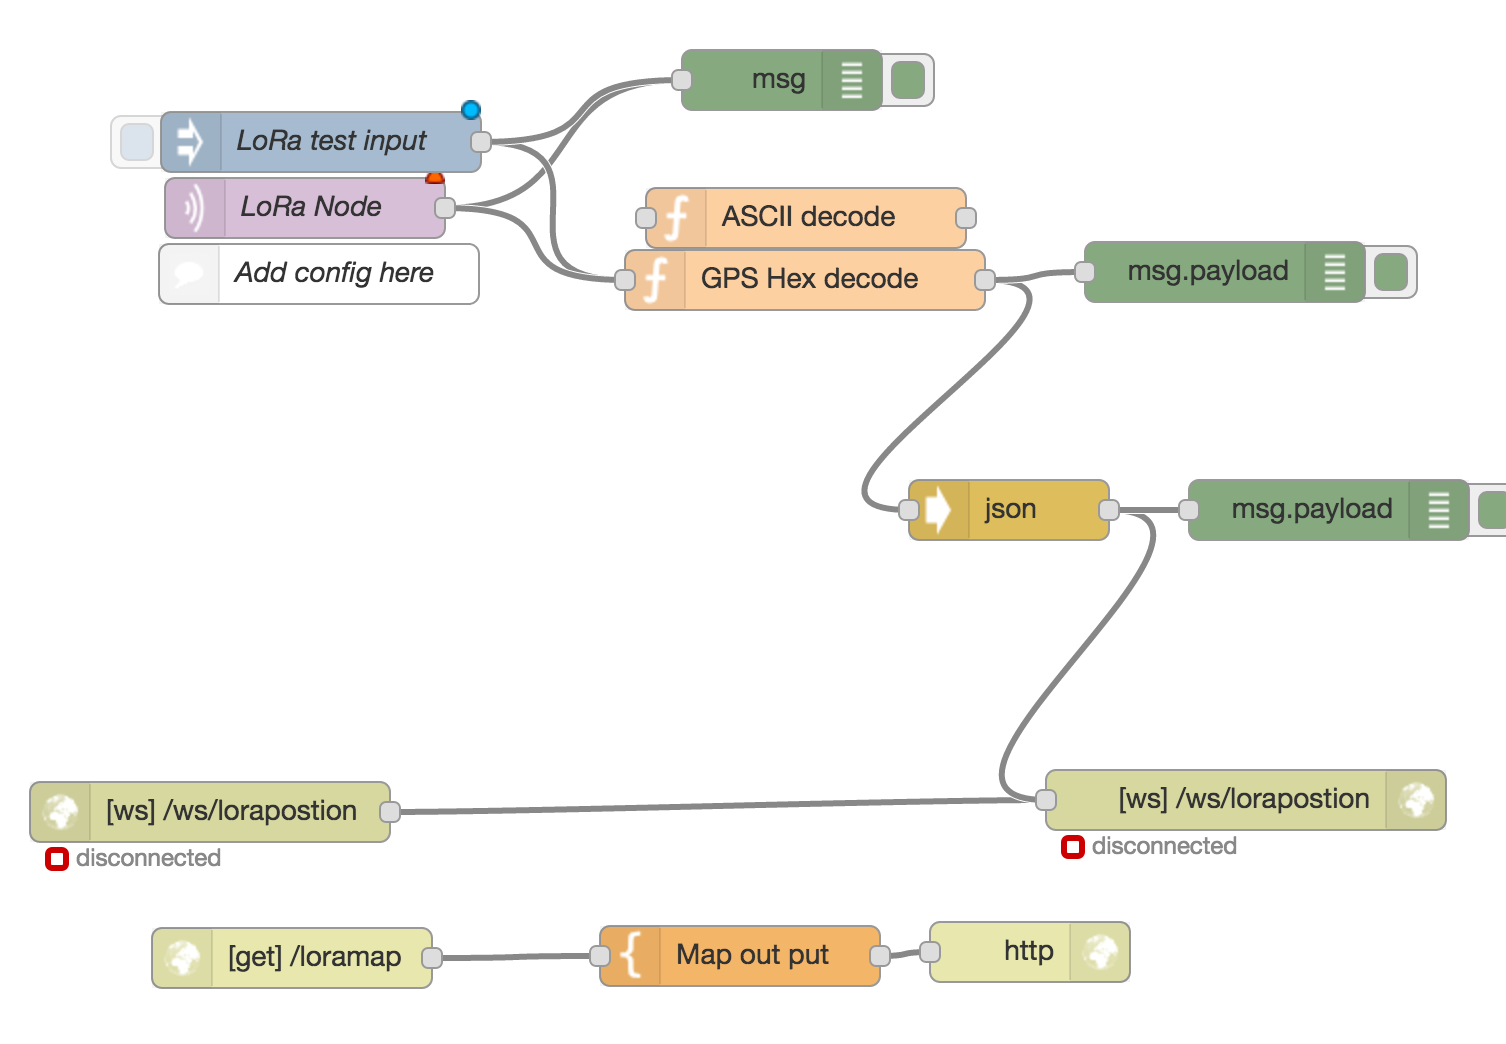 msg
LoRa test input
LoRa Node
ASCII decode
Add config here
GPS Hex decode
msg.payload
json
msg.payload
[ws] /ws/lorapostion
disconnected
[ws] /ws/lorapostion
disconnected
[get] /loramap
Map out put
http